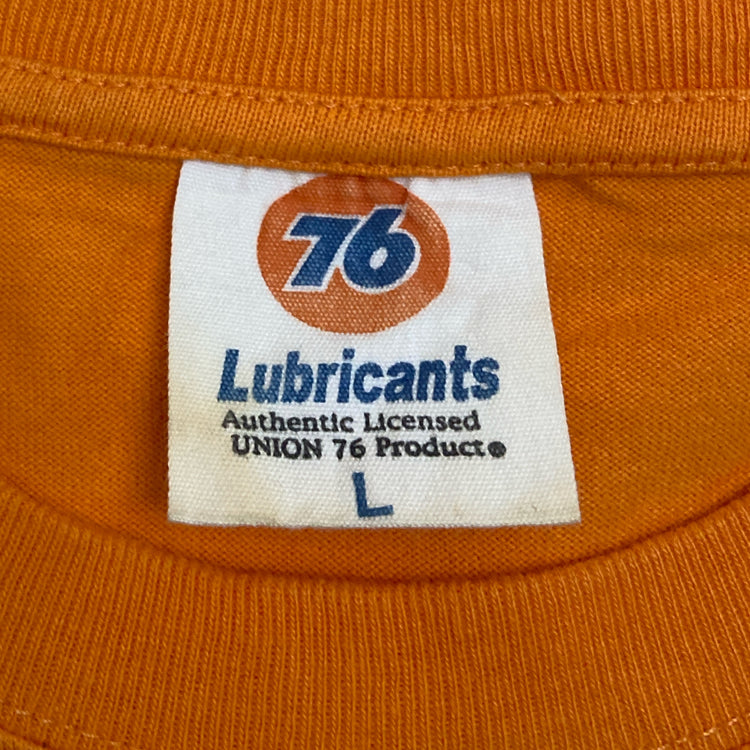 76
Lubricants
Authentic Licensed
UNION 76 Product®
L